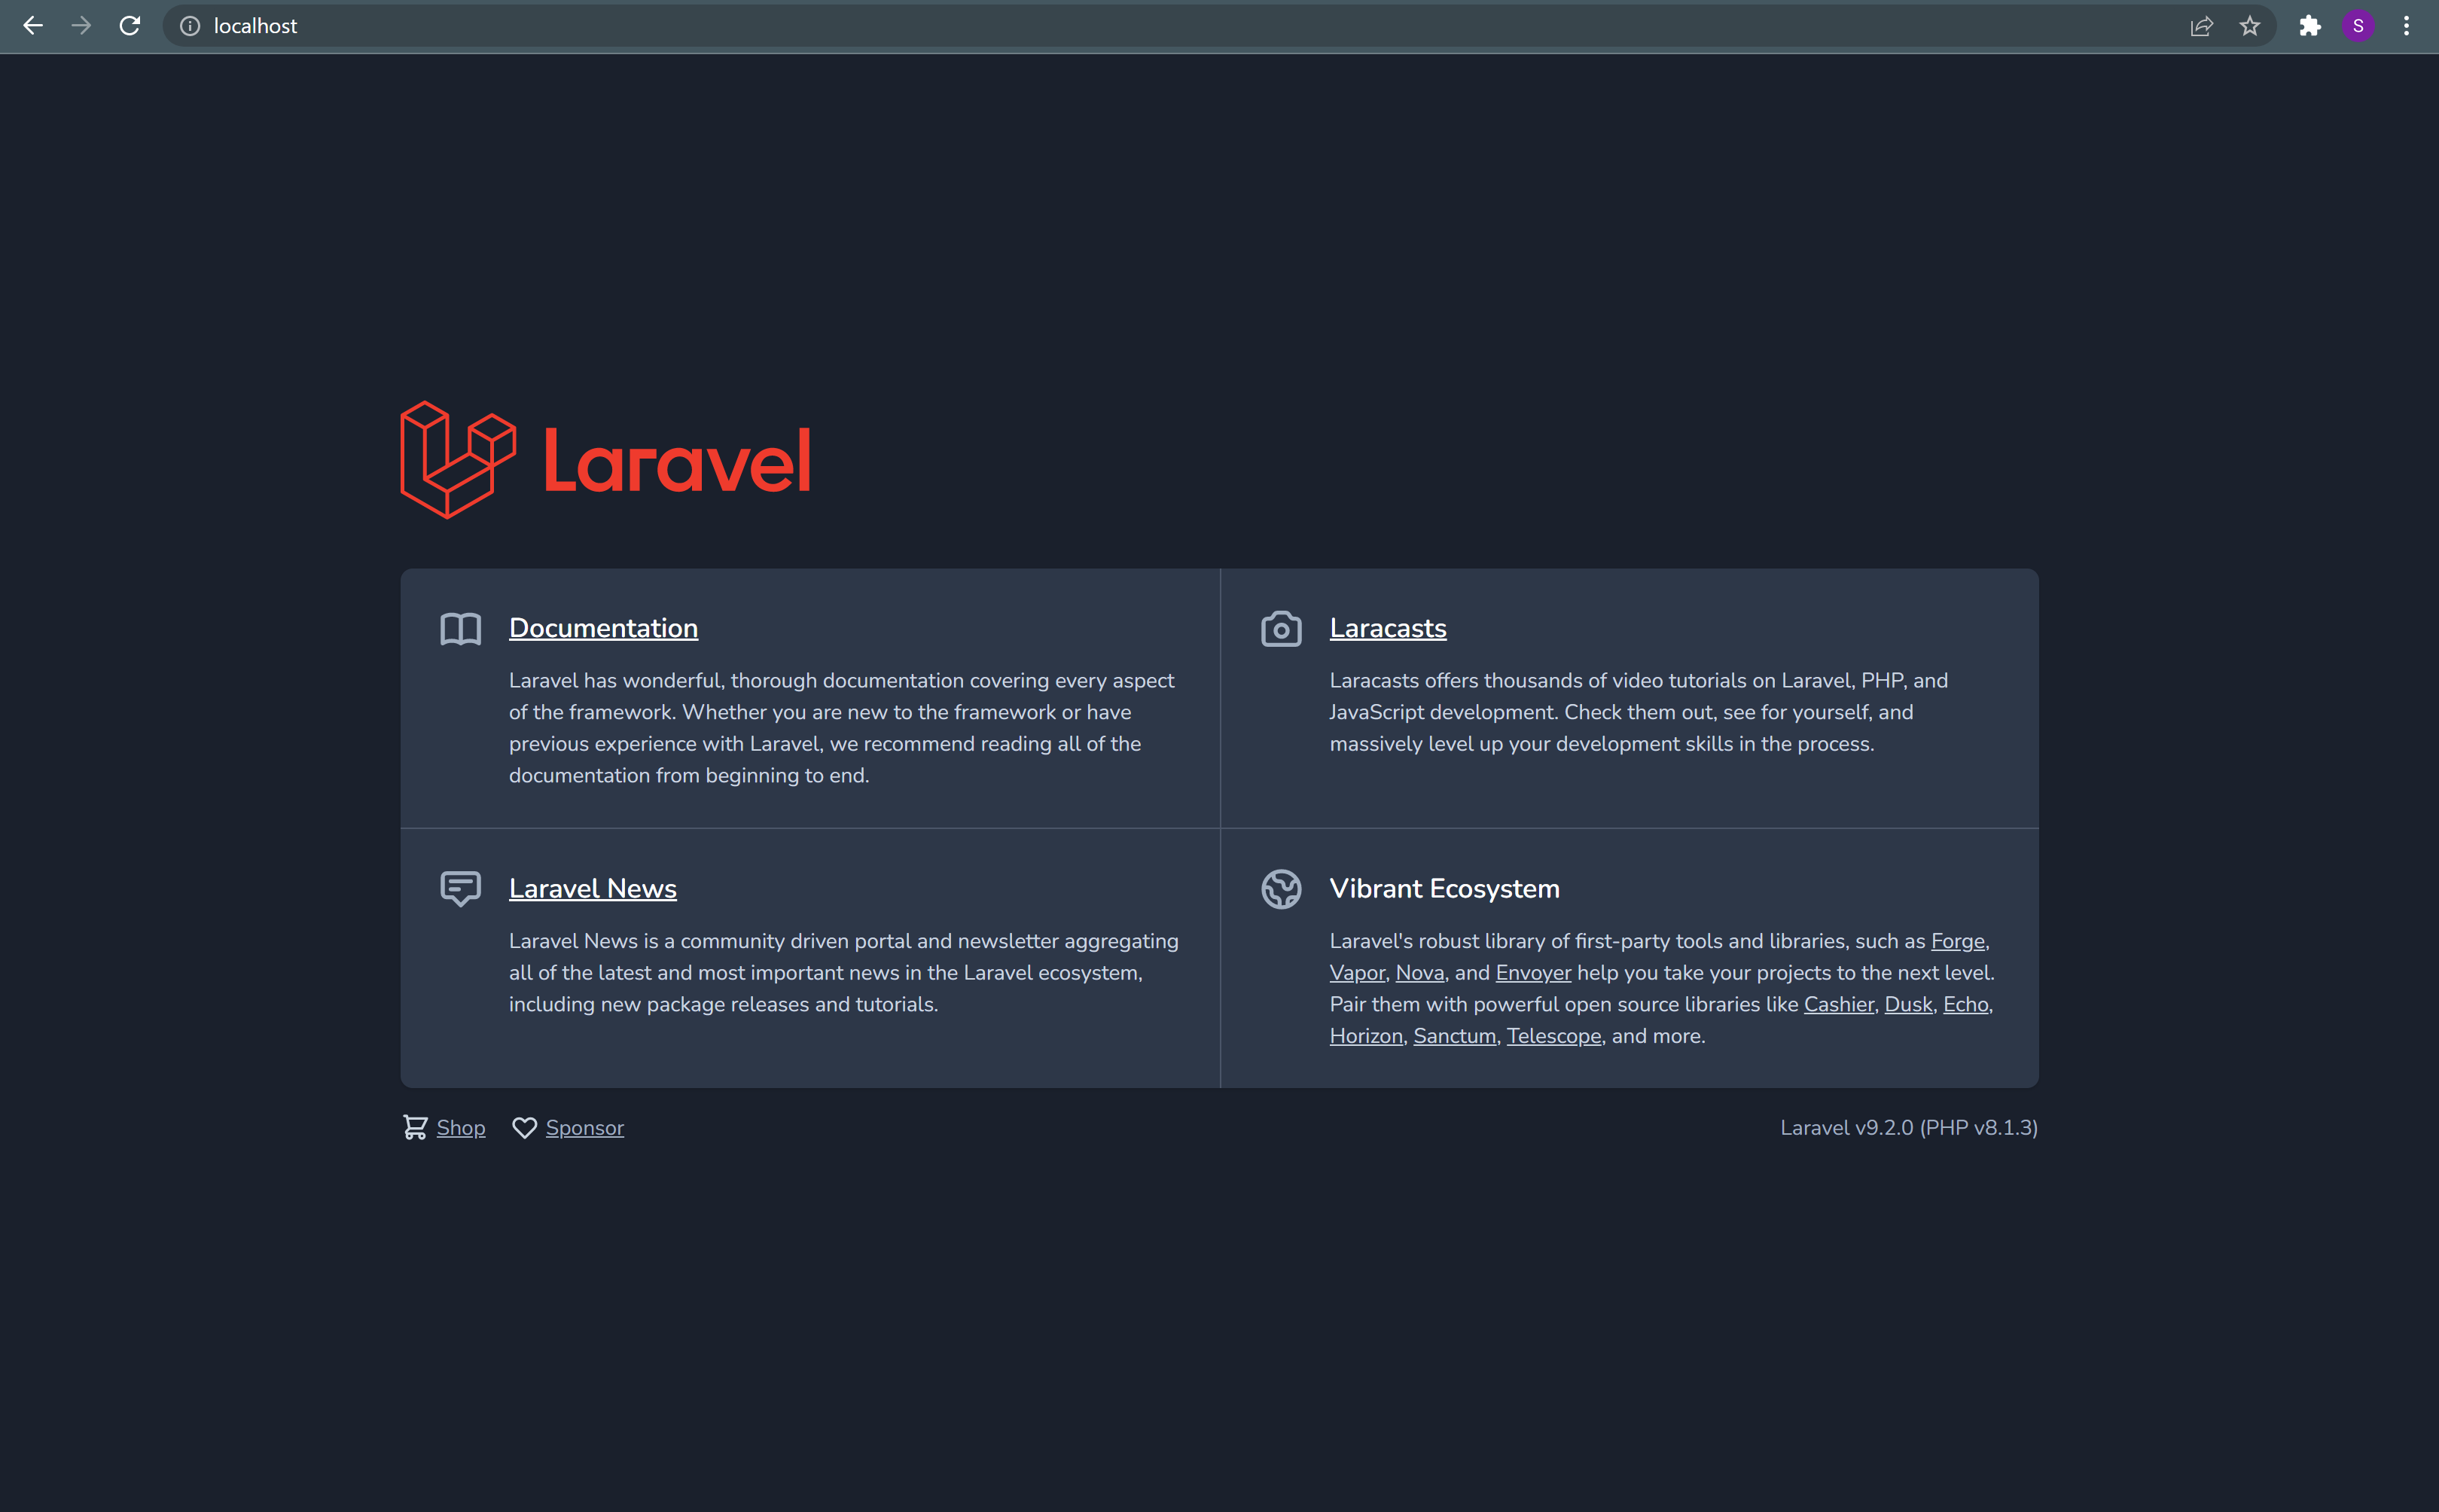 localhost
S
Laravel
Documentation
Laravel has wonderful, thorough documentation covering every aspect
of the framework. Whether you are new to the framework or have
previous experience with Laravel, we recommend reading all of the
documentation from beginning to end.
Laracasts
Laracasts offers thousands of video tutorials on Laravel, PHP, and
JavaScript development. Check them out, see for yourself, and
massively level up your development skills in the process.
Laravel News
Laravel News is a community driven portal and newsletter aggregating
all of the latest and most important news in the Laravel ecosystem,
including new package releases and tutorials.
Vibrant Ecosystem
Laravel's robust library of first-party tools and libraries, such as Forge,
Vapor, Nova, and Envoyer help you take your projects to the next level.
Pair them with powerful open source libraries like Cashier, Dusk, Echo,
Horizon, Sanctum, Telescope, and more.
Shop
Sponsor
Laravel v9.2.0 (PHP v8.1.3)